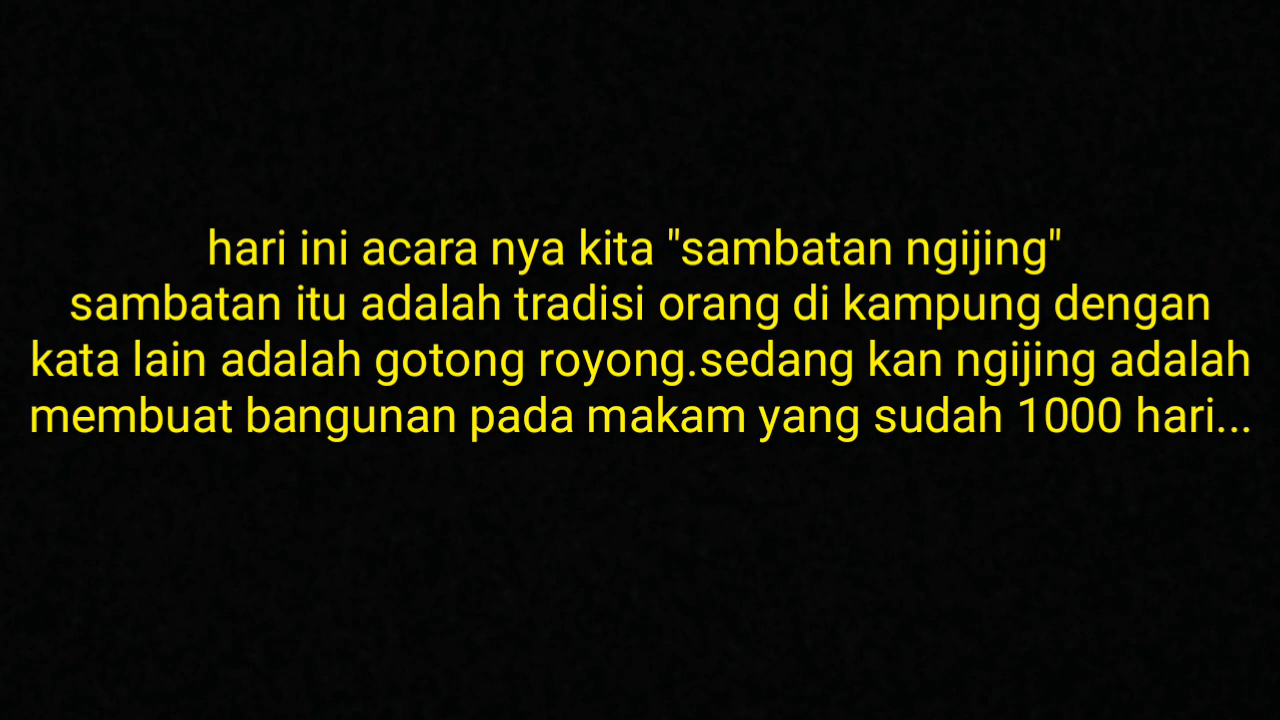 hari ini acara nya kita "sambatan ngijing"
sambatan itu adalah tradisi orang di kampung dengan
kata lain adalah gotong royong.sedang kan ngijing adalah
membuat bangunan pada makam yang sudah 1000 hari...